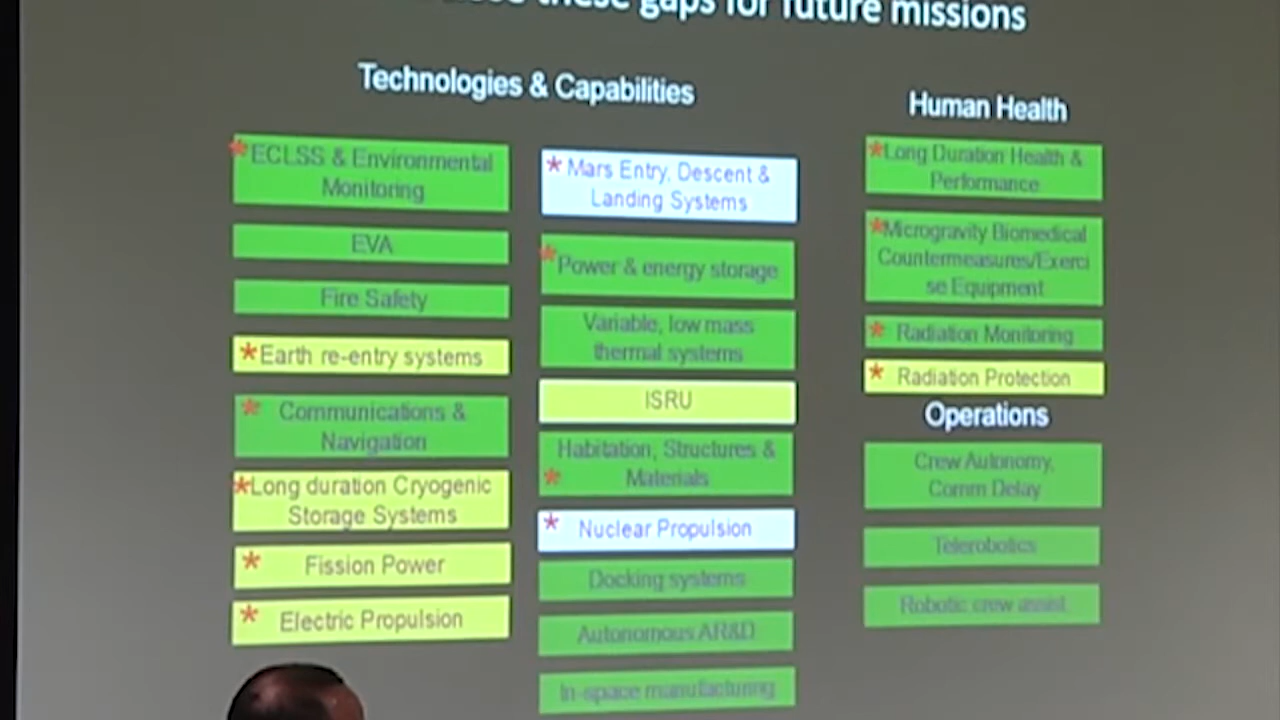 these gaps for future missions
Technologies & Capabilities
* ECLSS & Environmental
Monitoring
EVA
Fire Safety
* Earth re-entry systems
* Communications &
Navigation
* Long duration Cryogenic
Storage Systems
* Fission Power
* Electric Propulsion
* Mars Entry, Descent &
Landing Systems
* Power & energy storage
Variable, low mass
thermal systems
ISRU
Habitation, Structures &
* Materials
* Nuclear Propulsion
Docking systems
Autonomous AR&D
In-space manufacturing
Human Health
* Long Duration Health &
Performance
* Microgravity Biomedical
Countermeasures/Exerci
se Equipment
* Radiation Monitoring
* Radiation Protection
Operations
Crew Autonomy,
Comm Delay
Telerobotics
Robotic crew assist